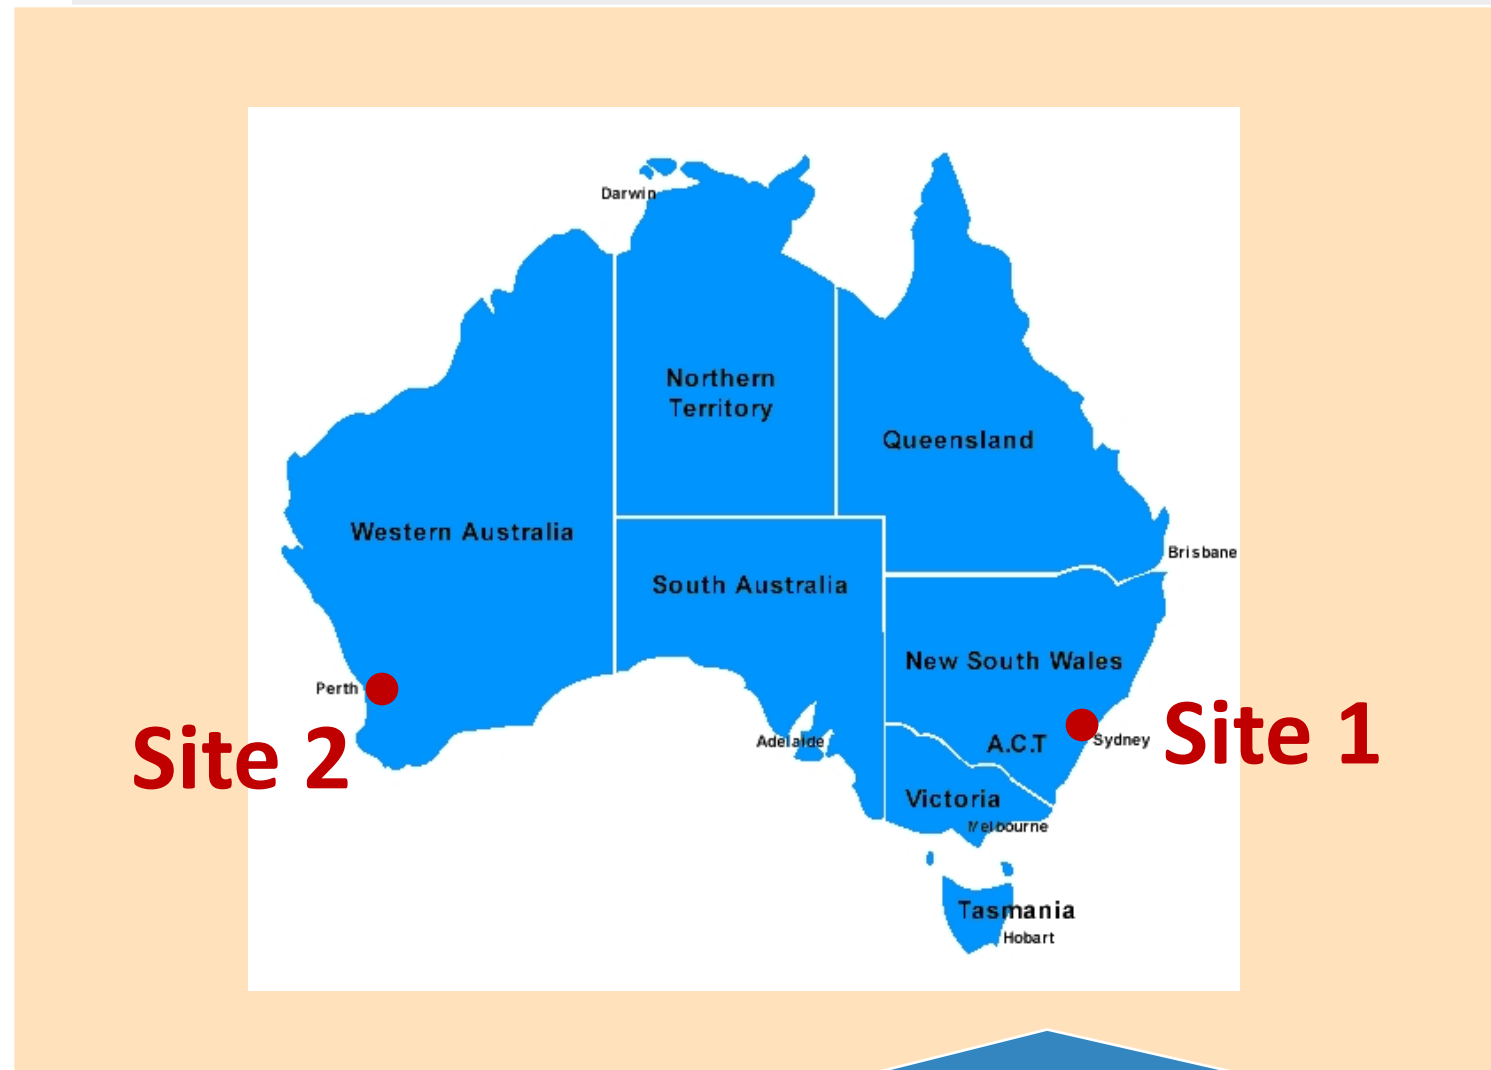 Darwin
Northern
Territory
Queensland
Western Australia
Brisbane
South Australia
New South Wales
Perth
Site 2
Adelaide
A.C.T
Sydney
Site 1
Victoria
Melbourne
Tasmania
Hobart